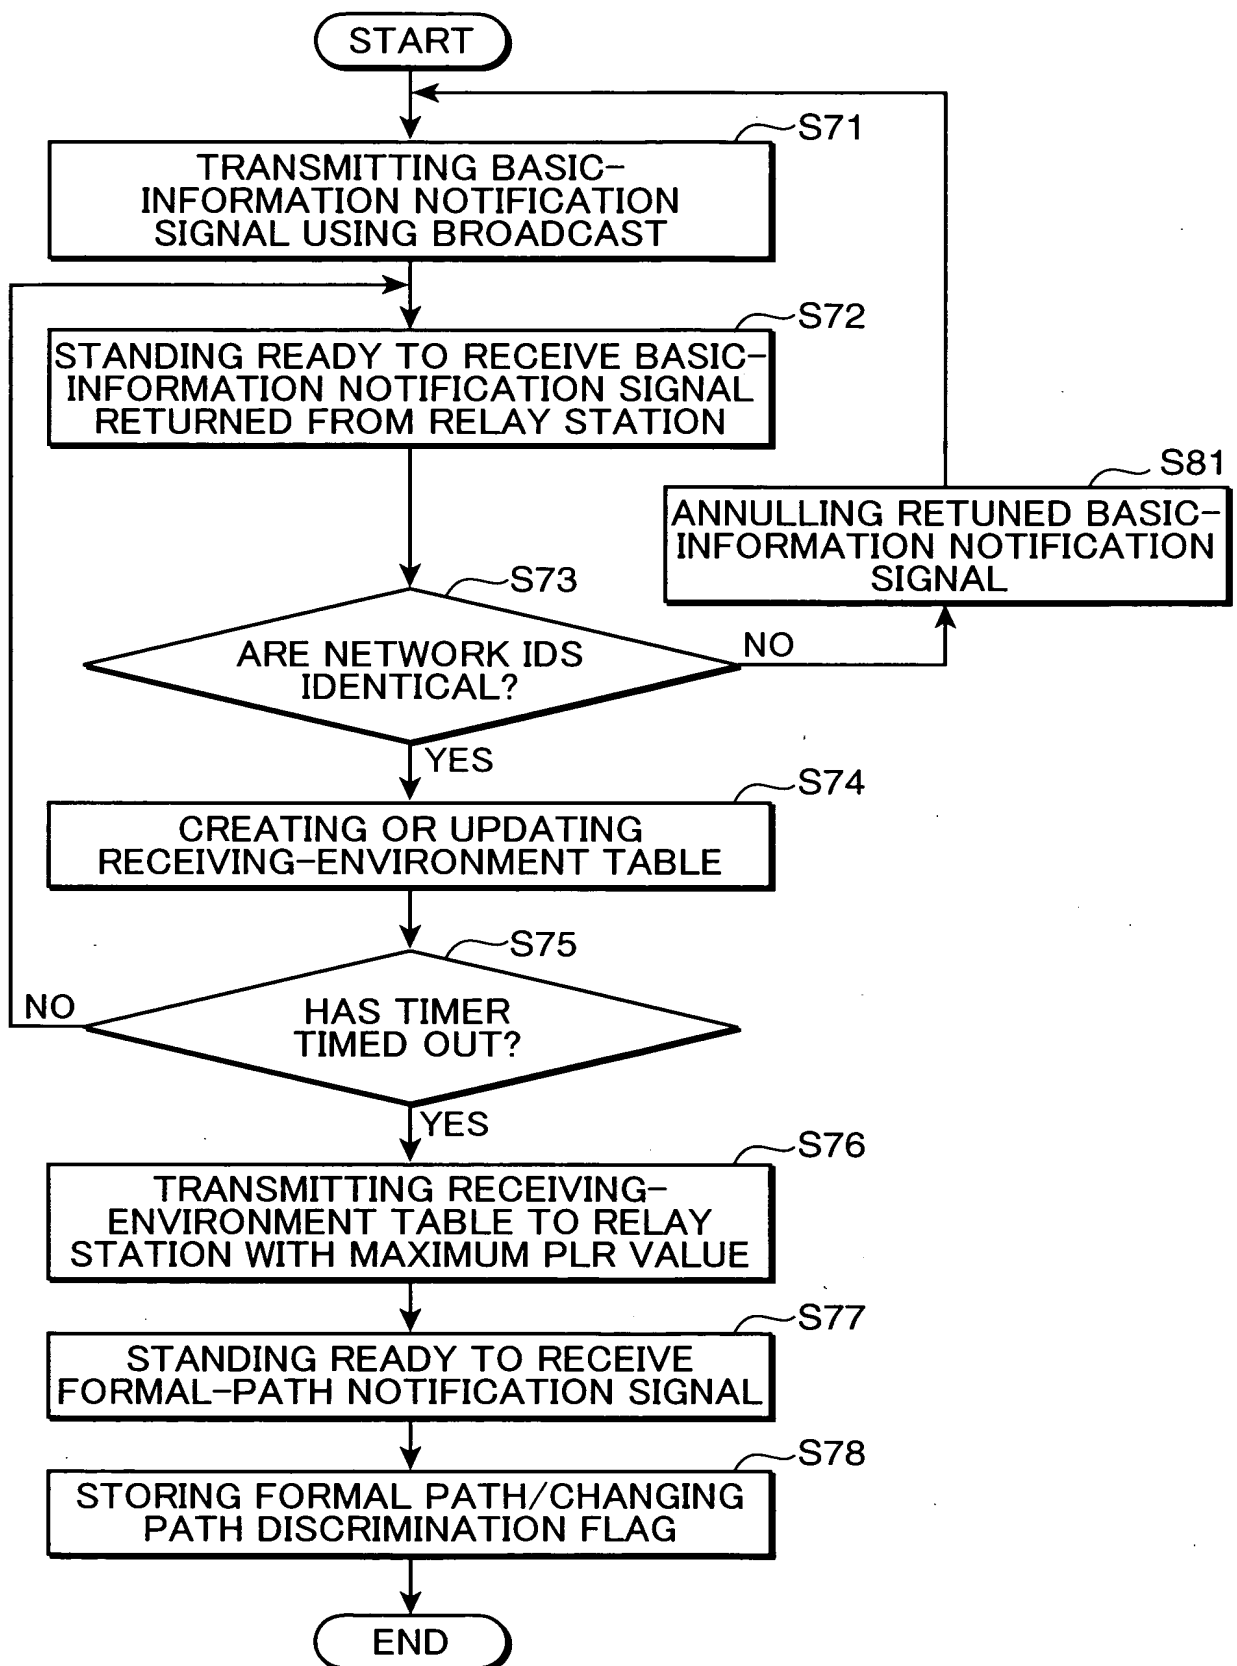 START
S71
TRANSMITTING BASIC-
INFORMATION NOTIFICATION
SIGNAL USING BROADCAST
S72
STANDING READY TO RECEIVE BASIC-
INFORMATION NOTIFICATION SIGNAL
RETURNED FROM RELAY STATION
S81
ANNULLING RETUNED BASIC-
INFORMATION NOTIFICATION
SIGNAL
S73
ARE NETWORK IDS
IDENTICAL?
NO
YES
S74
CREATING OR UPDATING
RECEIVING-ENVIRONMENT TABLE
S75
HAS TIMER
TIMED OUT?
NO
YES
S76
TRANSMITTING RECEIVING-
ENVIRONMENT TABLE TO RELAY
STATION WITH MAXIMUM PLR VALUE
S77
STANDING READY TO RECEIVE
FORMAL-PATH NOTIFICATION SIGNAL
S78
STORING FORMAL PATH/CHANGING
PATH DISCRIMINATION FLAG
END